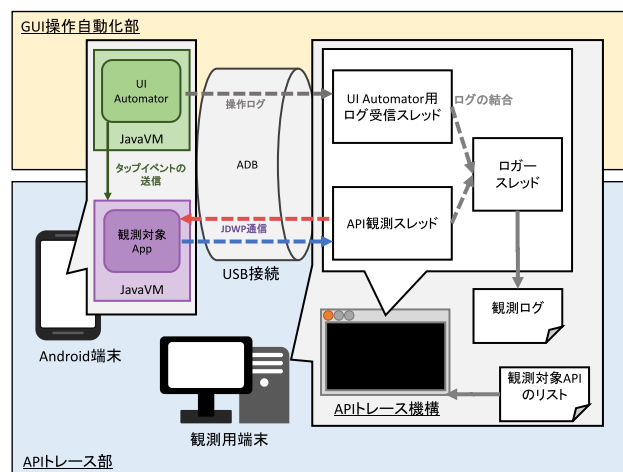 GUI操作自動化部
UI
Automator
JavaVM
タップイベントの
送信
観測対象
App
JavaVM
Android端末
操作ログ
ADB
JDWP通信
USB接続
UI Automator用
ログ受信スレッド
ログの結合
ロガー
スレッド
API観測スレッド
観測ログ
観測対象API
のリスト
APIトレース機構
観測用端末
APIトレース部